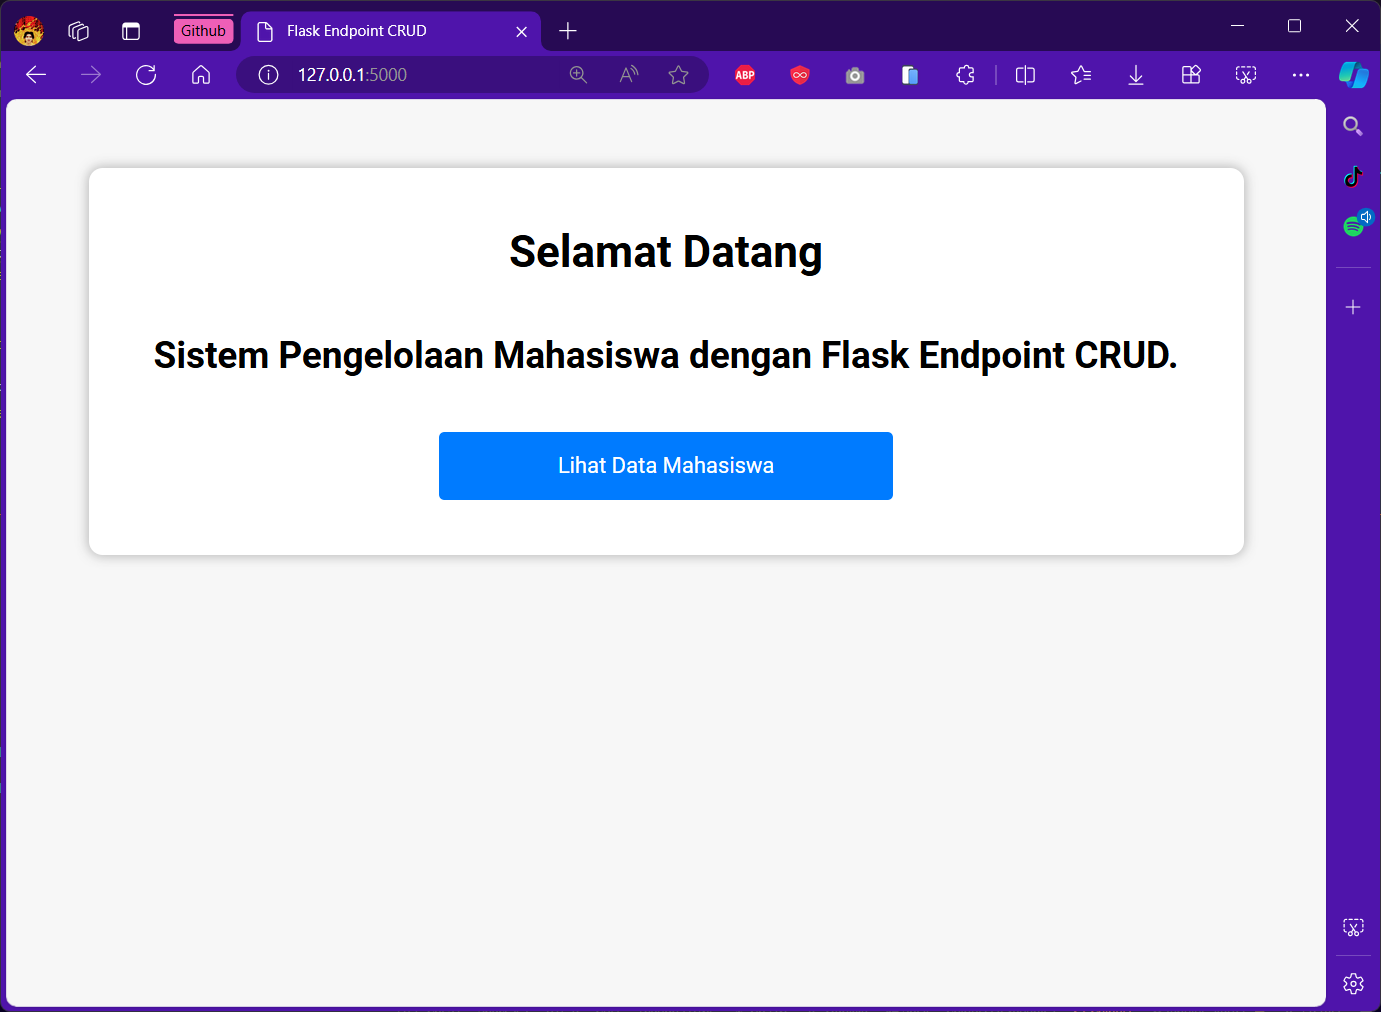 Github
Flask Endpoint CRUD
127.0.0.1:5000
ABP
Selamat Datang
Sistem Pengelolaan Mahasiswa dengan Flask Endpoint CRUD.
Lihat Data Mahasiswa